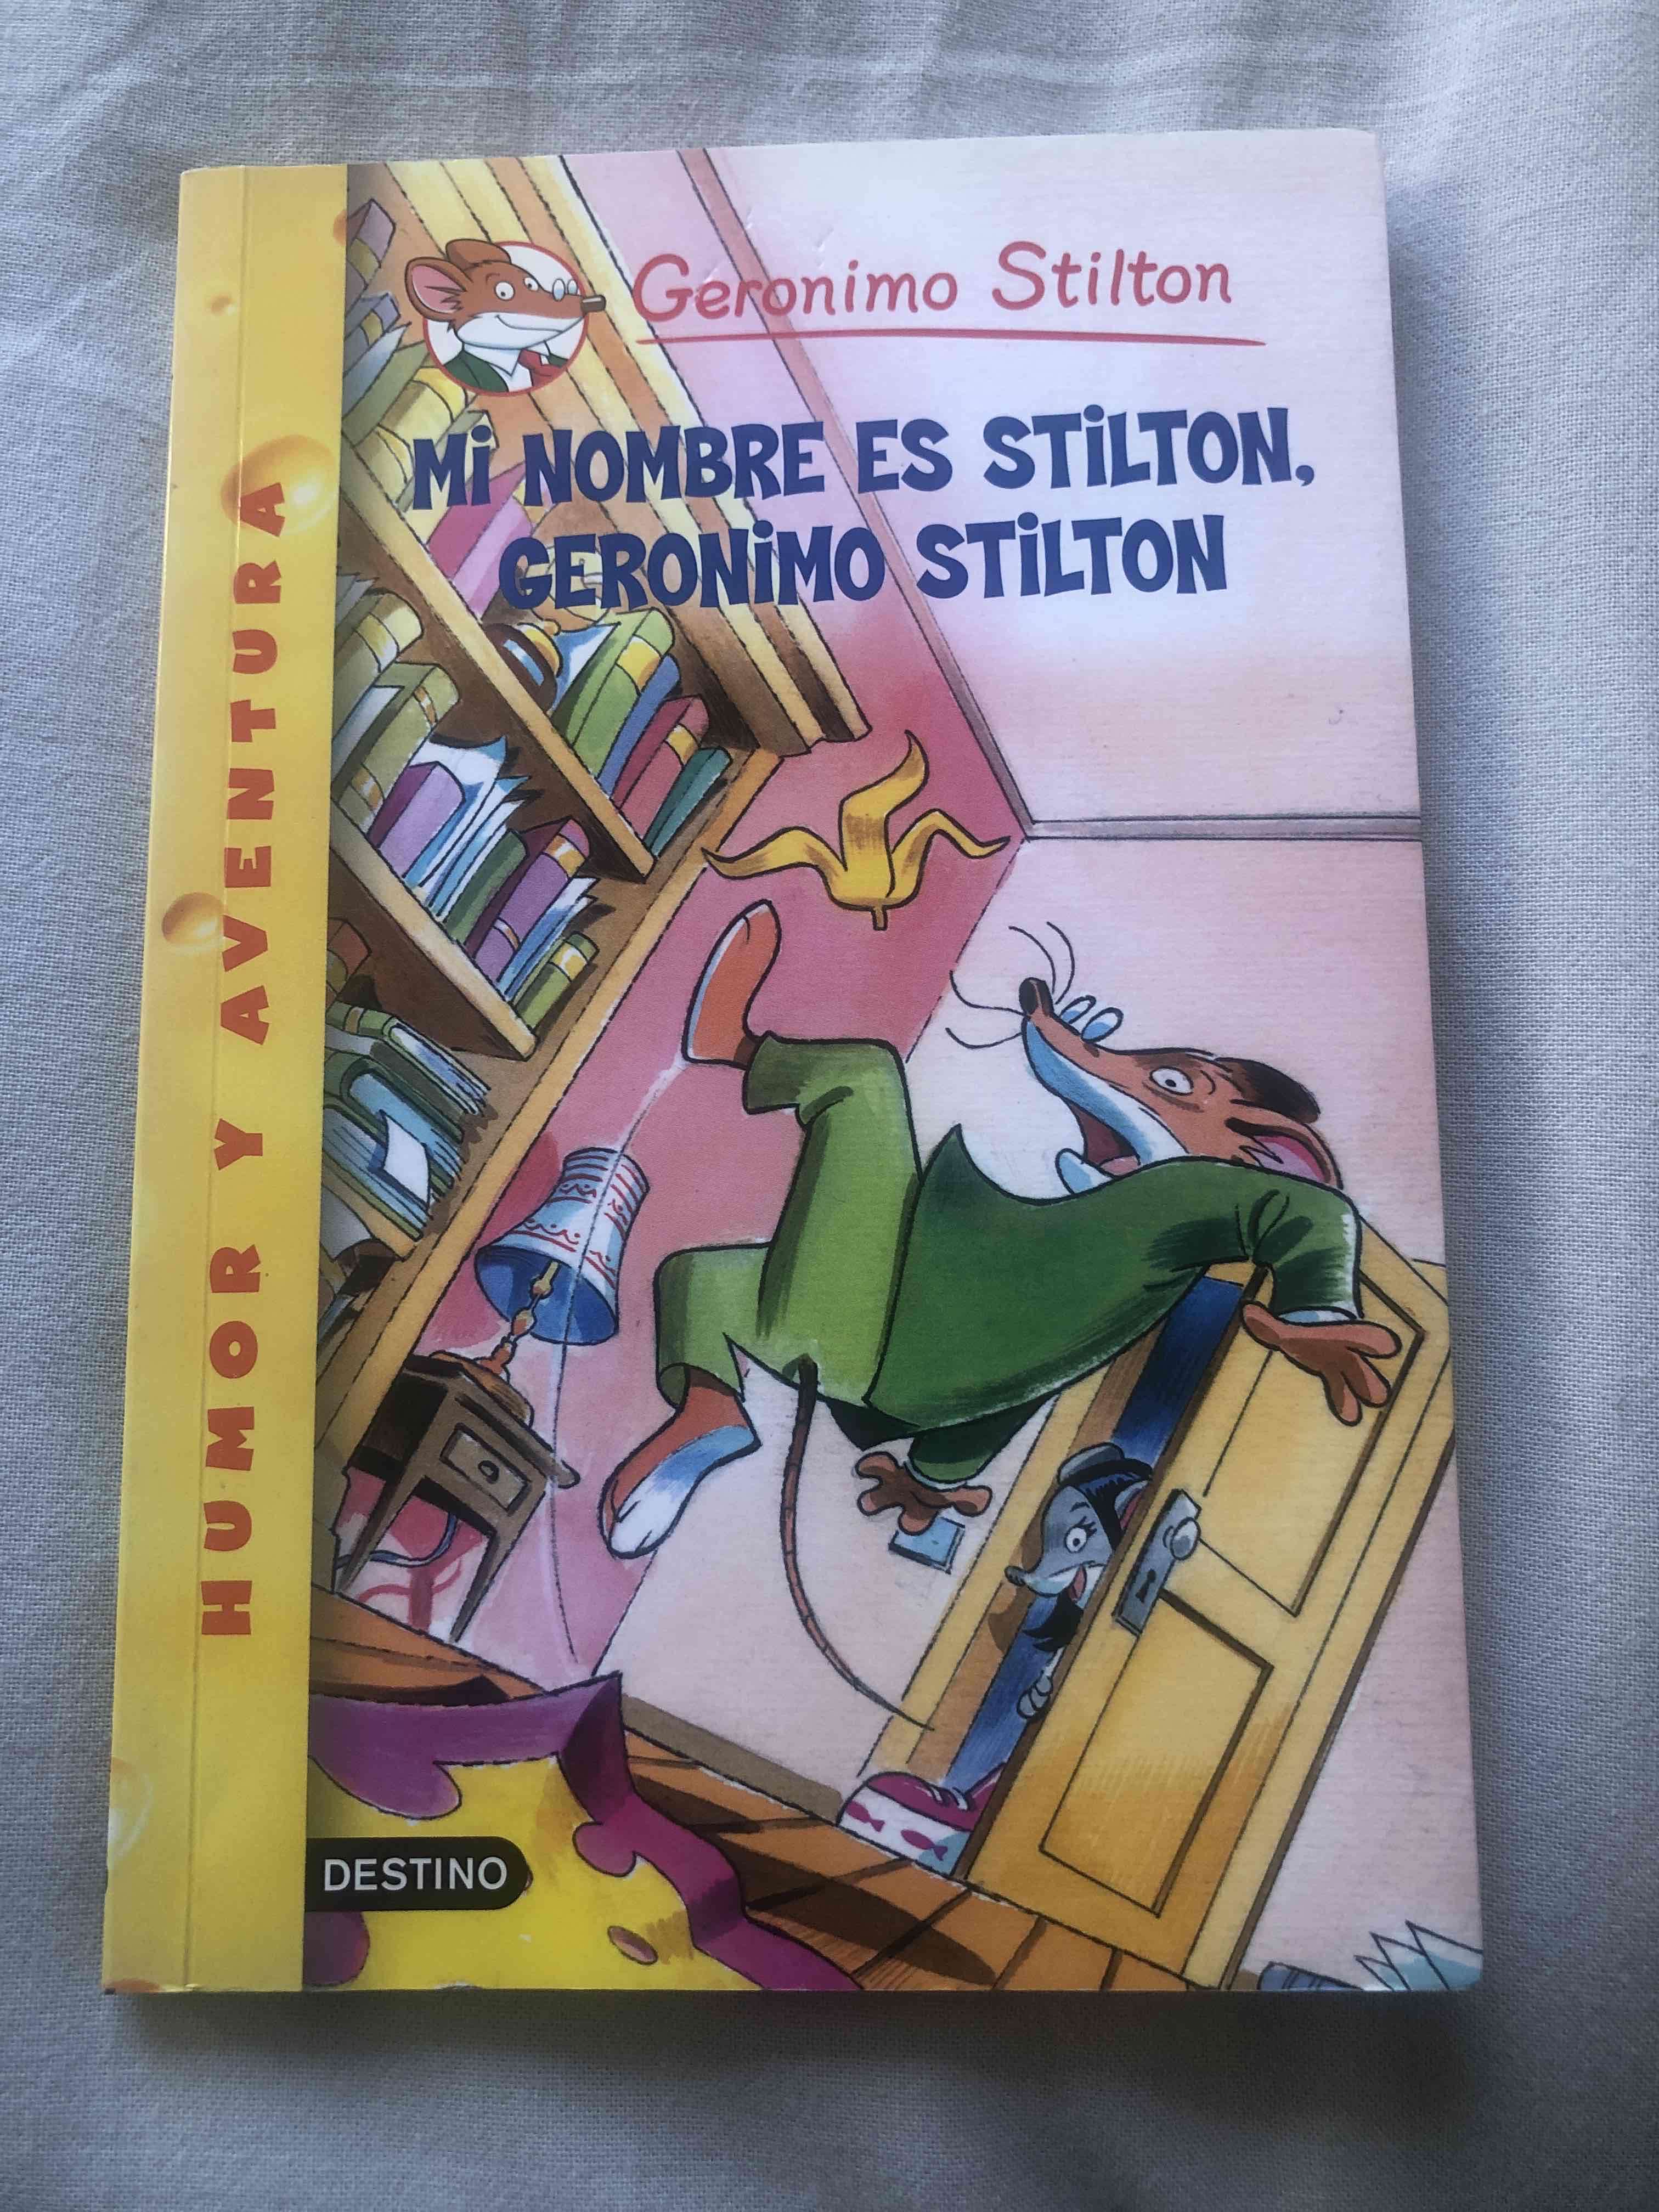 Geronimo Stilton
Mi NOMBRE ES STiLTON,
GERONiMO STiLTON
HUMOR Y AVENTURA
DESTINO